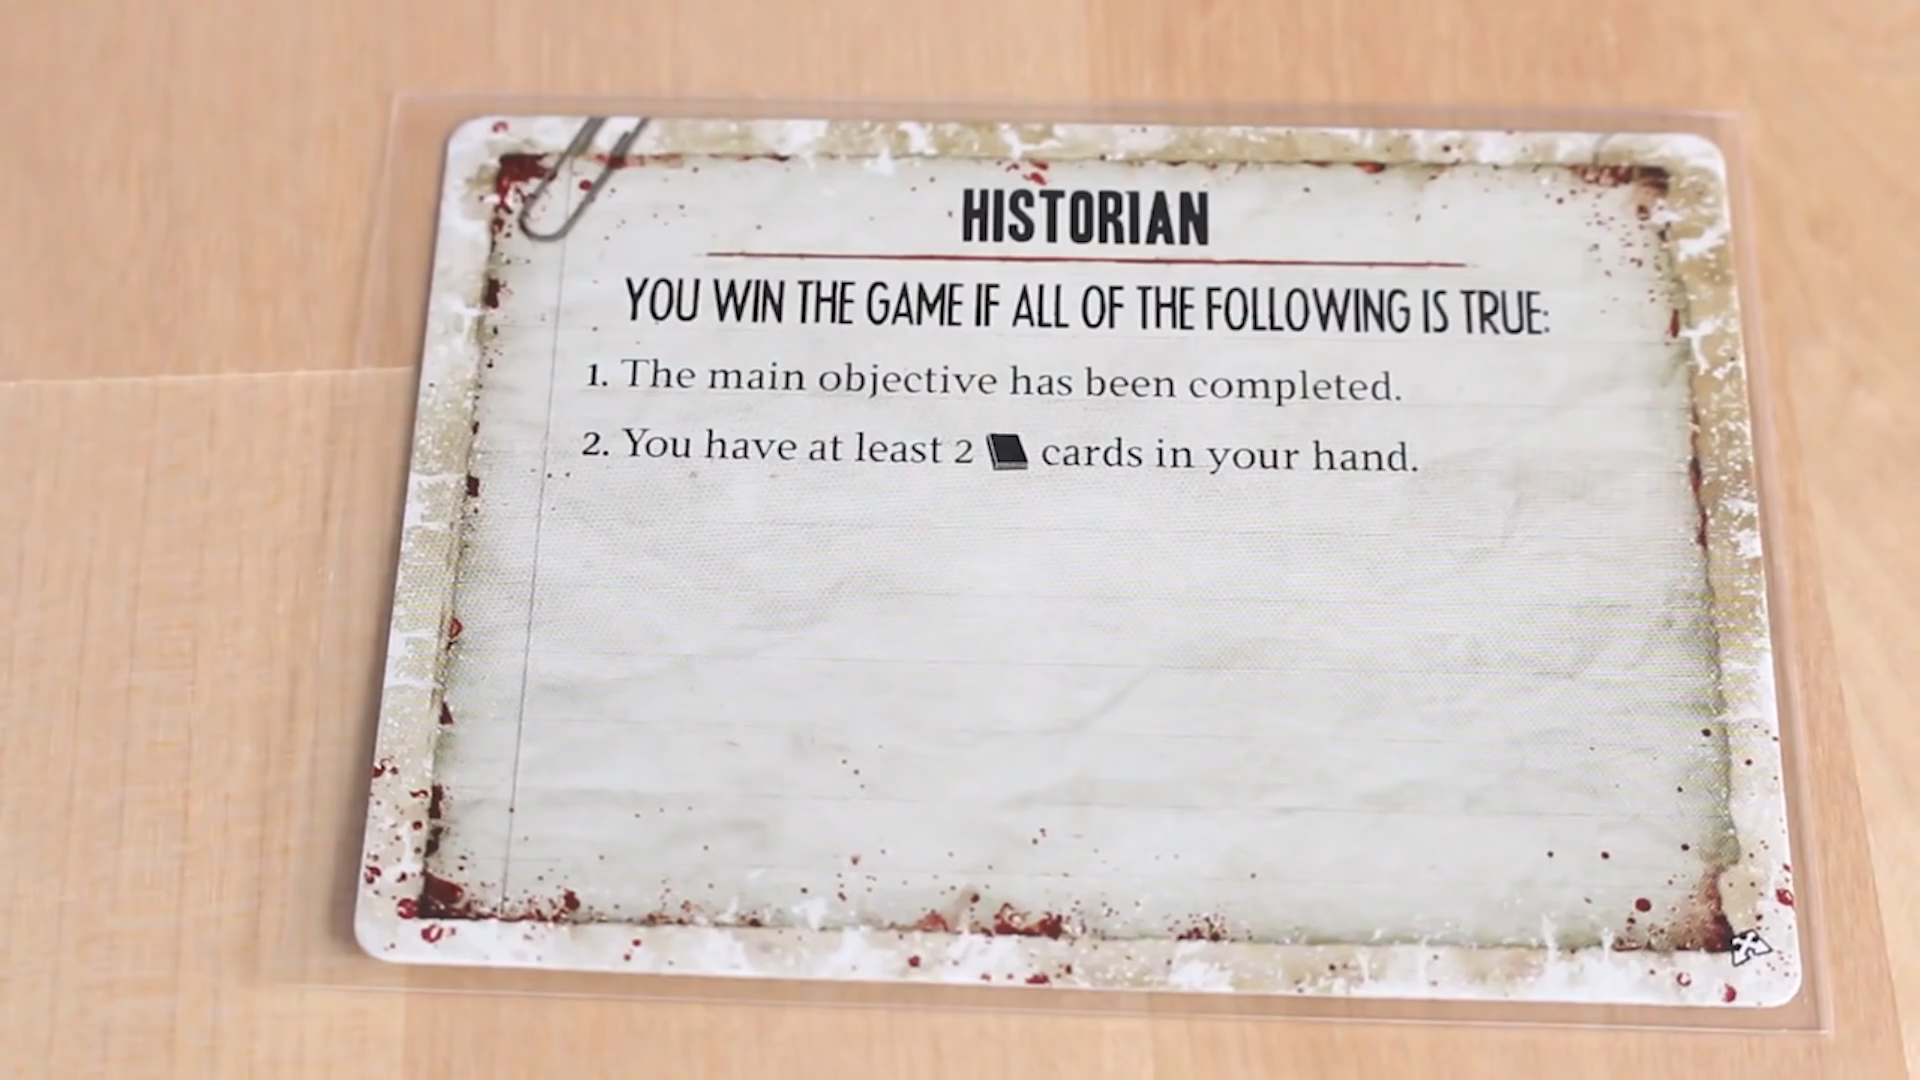 HISTORIAN
YOU WIN THE GAME IF ALL OF THE FOLLOWING IS TRUE:
1. The main objective has been completed.
2. You have at least 2 cards in your hand.